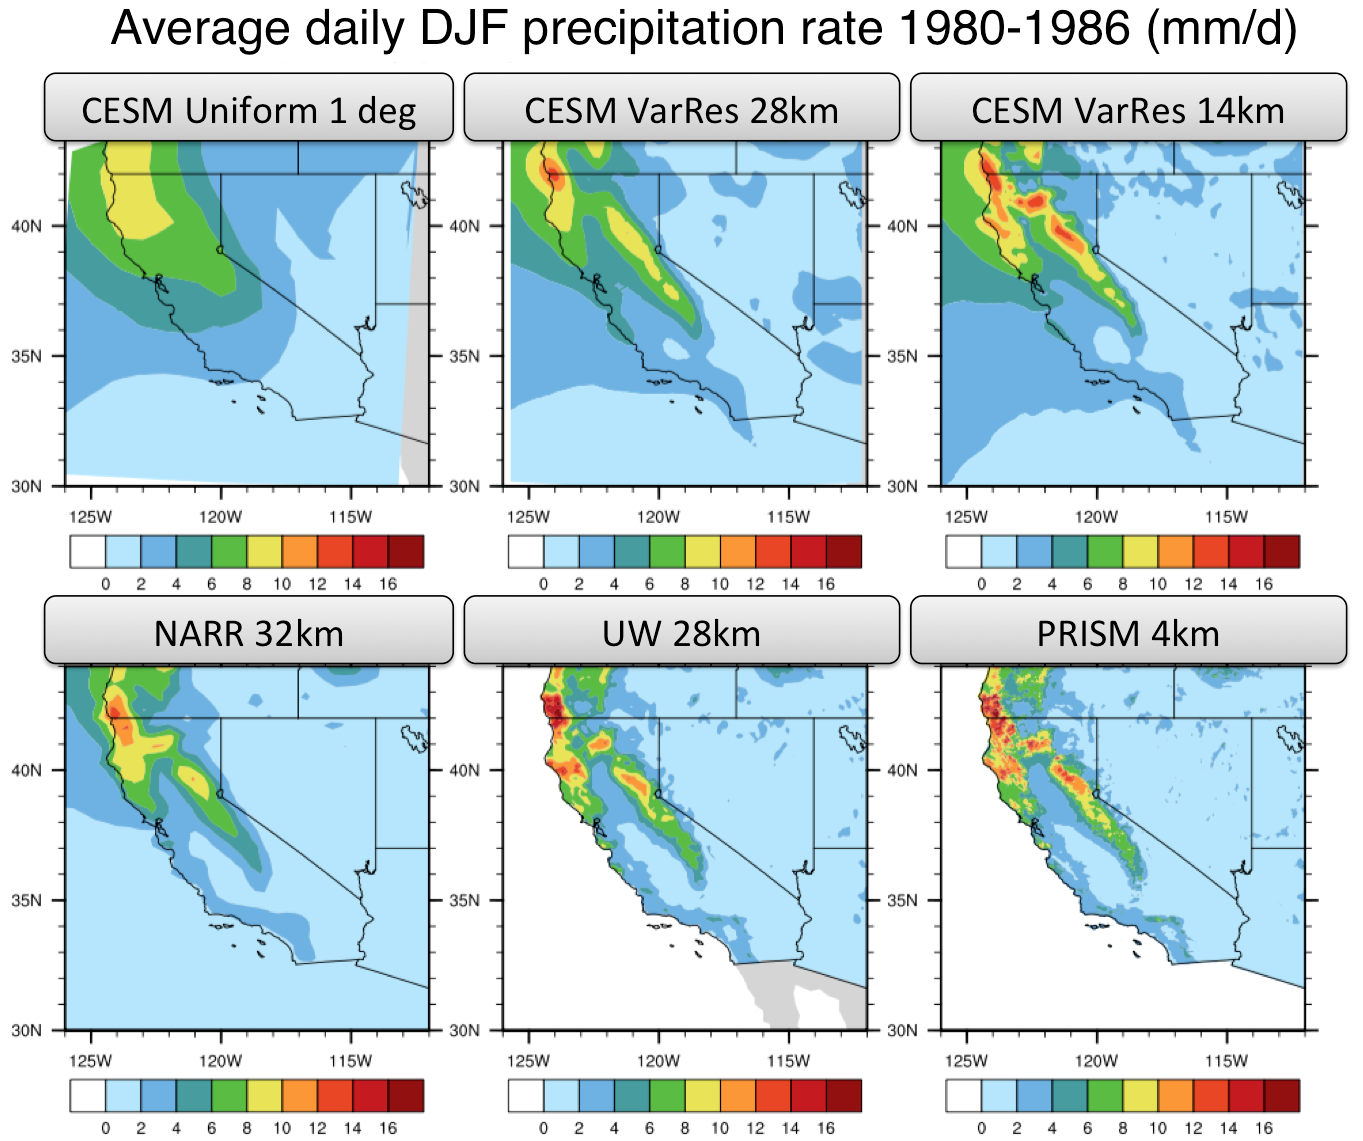 Average daily DJF precipitation rate 1980-1986 (mm/d)
CESM Uniform 1 deg
CESM VarRes 28km
CESM VarRes 14km
40N
35N
30N
125W 120W 115W
0 2 4 6 8 10 12 14 16
40N
35N
30N
125W 120W 115W
0 2 4 6 8 10 12 14 16
40N
35N
30N
125W 120W 115W
0 2 4 6 8 10 12 14 16
NARR 32km
UW 28km
PRISM 4km
40N
35N
30N
125W 120W 115W
0 2 4 6 8 10 12 14 16
40N
35N
30N
125W 120W 115W
0 2 4 6 8 10 12 14 16
40N
35N
30N
125W 120W 115W
0 2 4 6 8 10 12 14 16